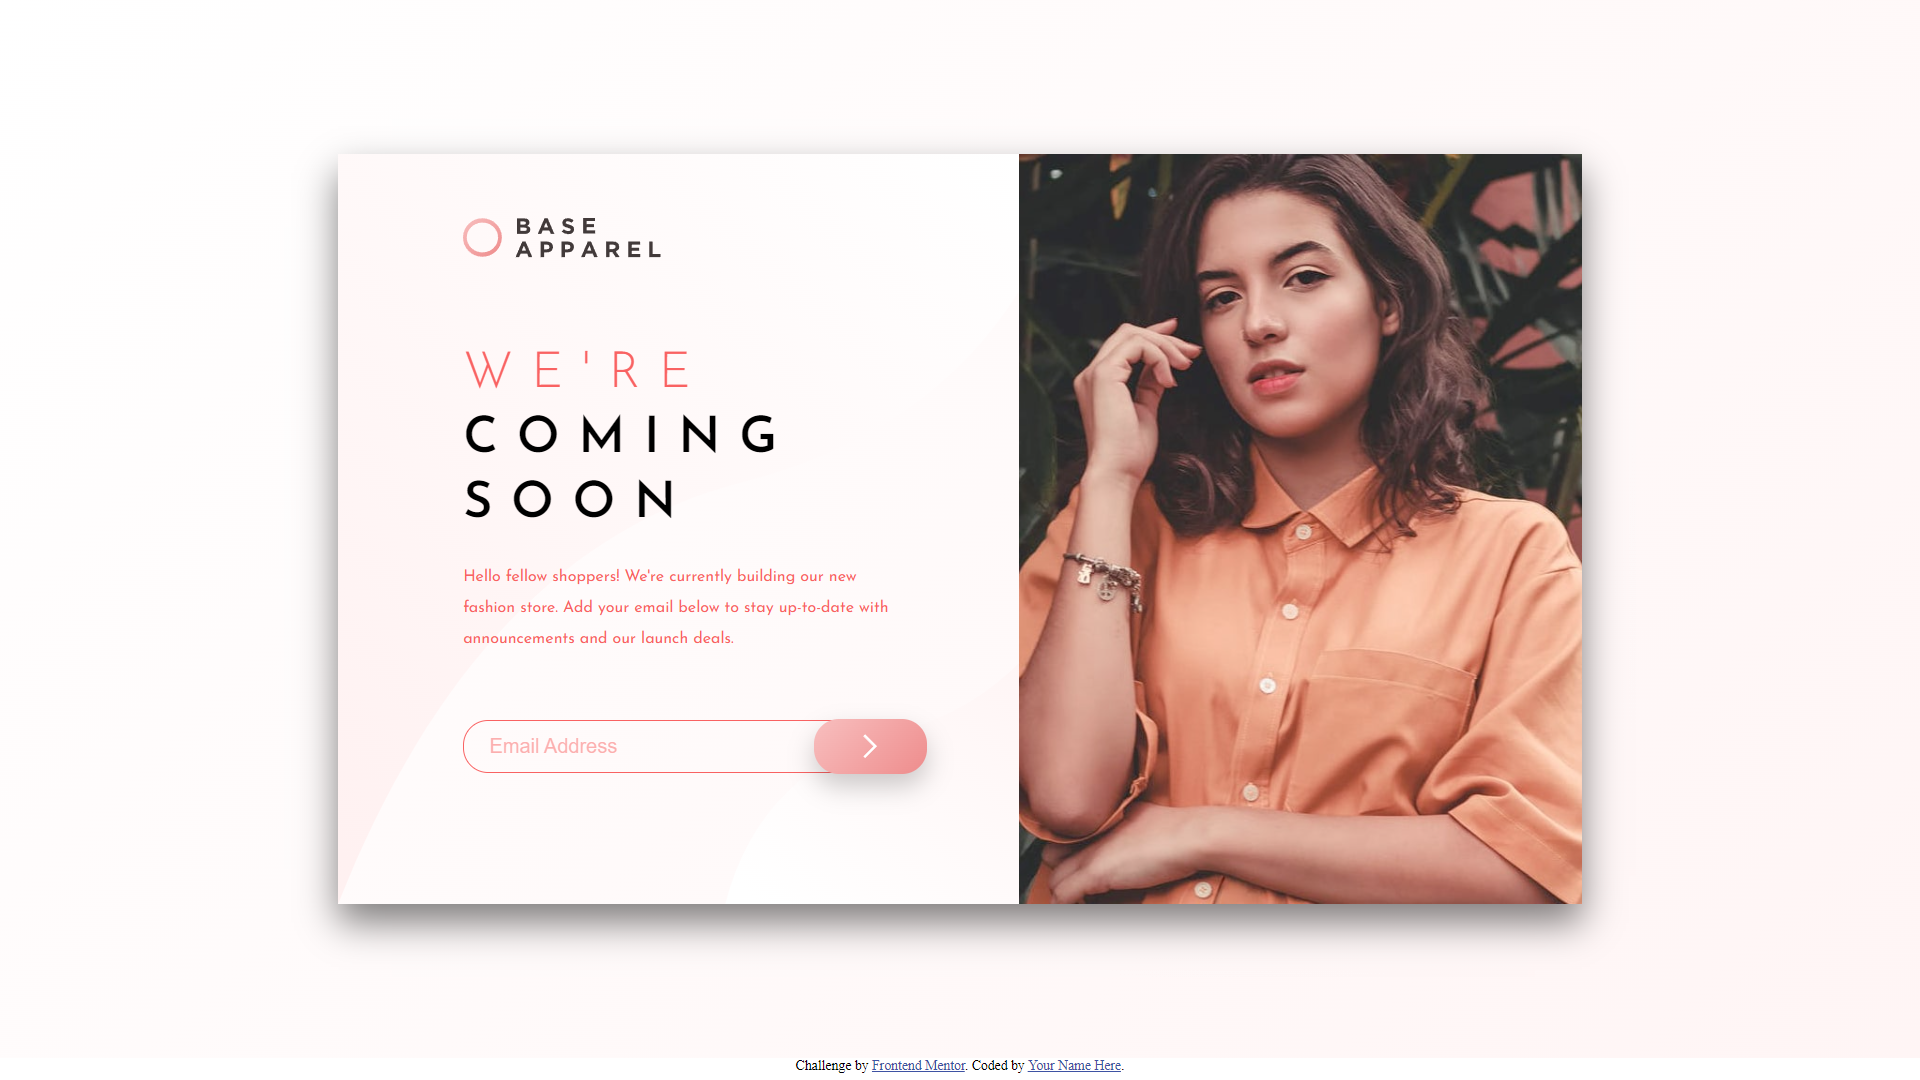 BASE
APPAREL
WE'RE
COMING
SOON
Hello fellow shoppers! We're currently building our new
fashion store. Add your email below to stay up-to-date with
announcements and our launch deals.
Email Address
Challenge by Frontend Mentor. Coded by Your Name Here.